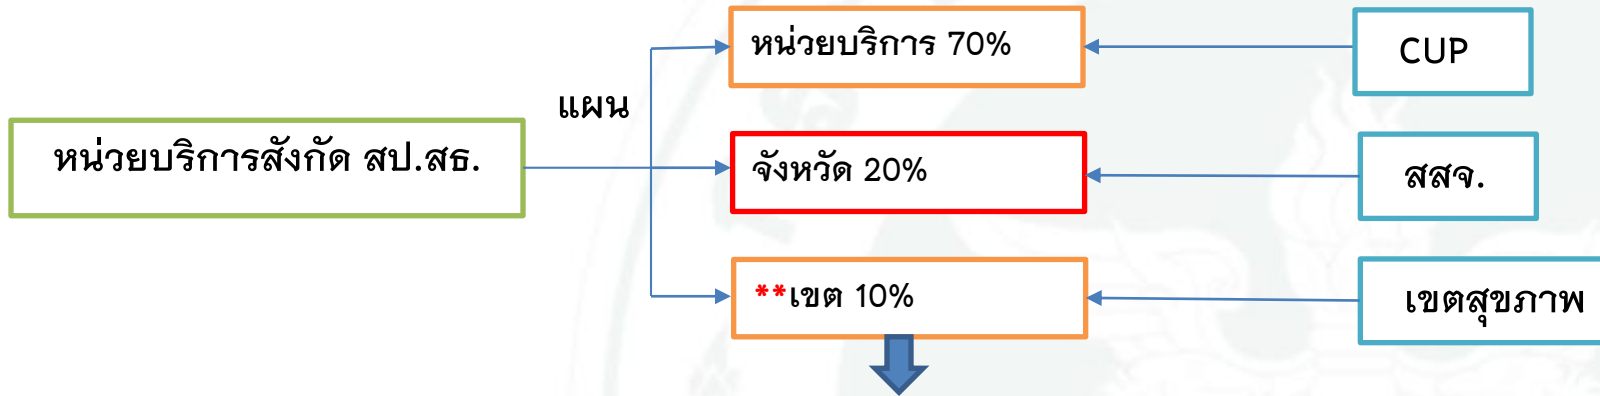 หน่วยบริการ 70%
CUP
แผน
หน่วยบริการสังกัด สป.สธ.
จังหวัด 20%
สสจ.
**เขต 10%
เขตสุขภาพ